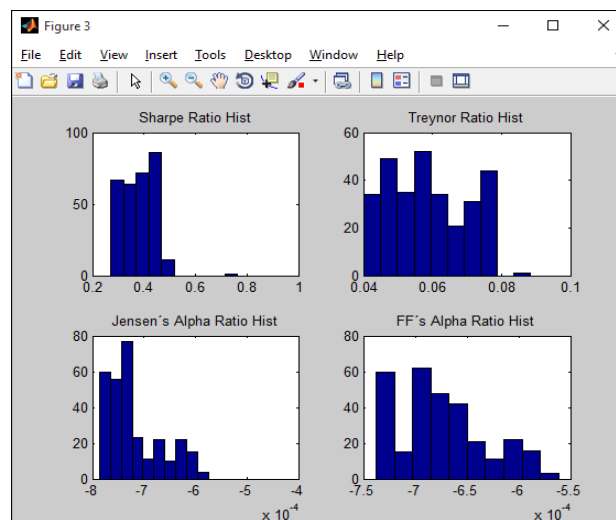 Figure 3
File Edit View Insert Tools Desktop Window Help
Sharpe Ratio Hist
100
50
0
0.2 0.4 0.6 0.8 1
Treynor Ratio Hist
60
40
20
0
0.04 0.06 0.08 0.1
Jensen´s Alpha Ratio Hist
80
60
40
20
0
-8 -7 -6 -5 -4
x 10-4
FF´s Alpha Ratio Hist
80
60
40
20
0
-7.5 -7 -6.5 -6 -5.5
x 10-4